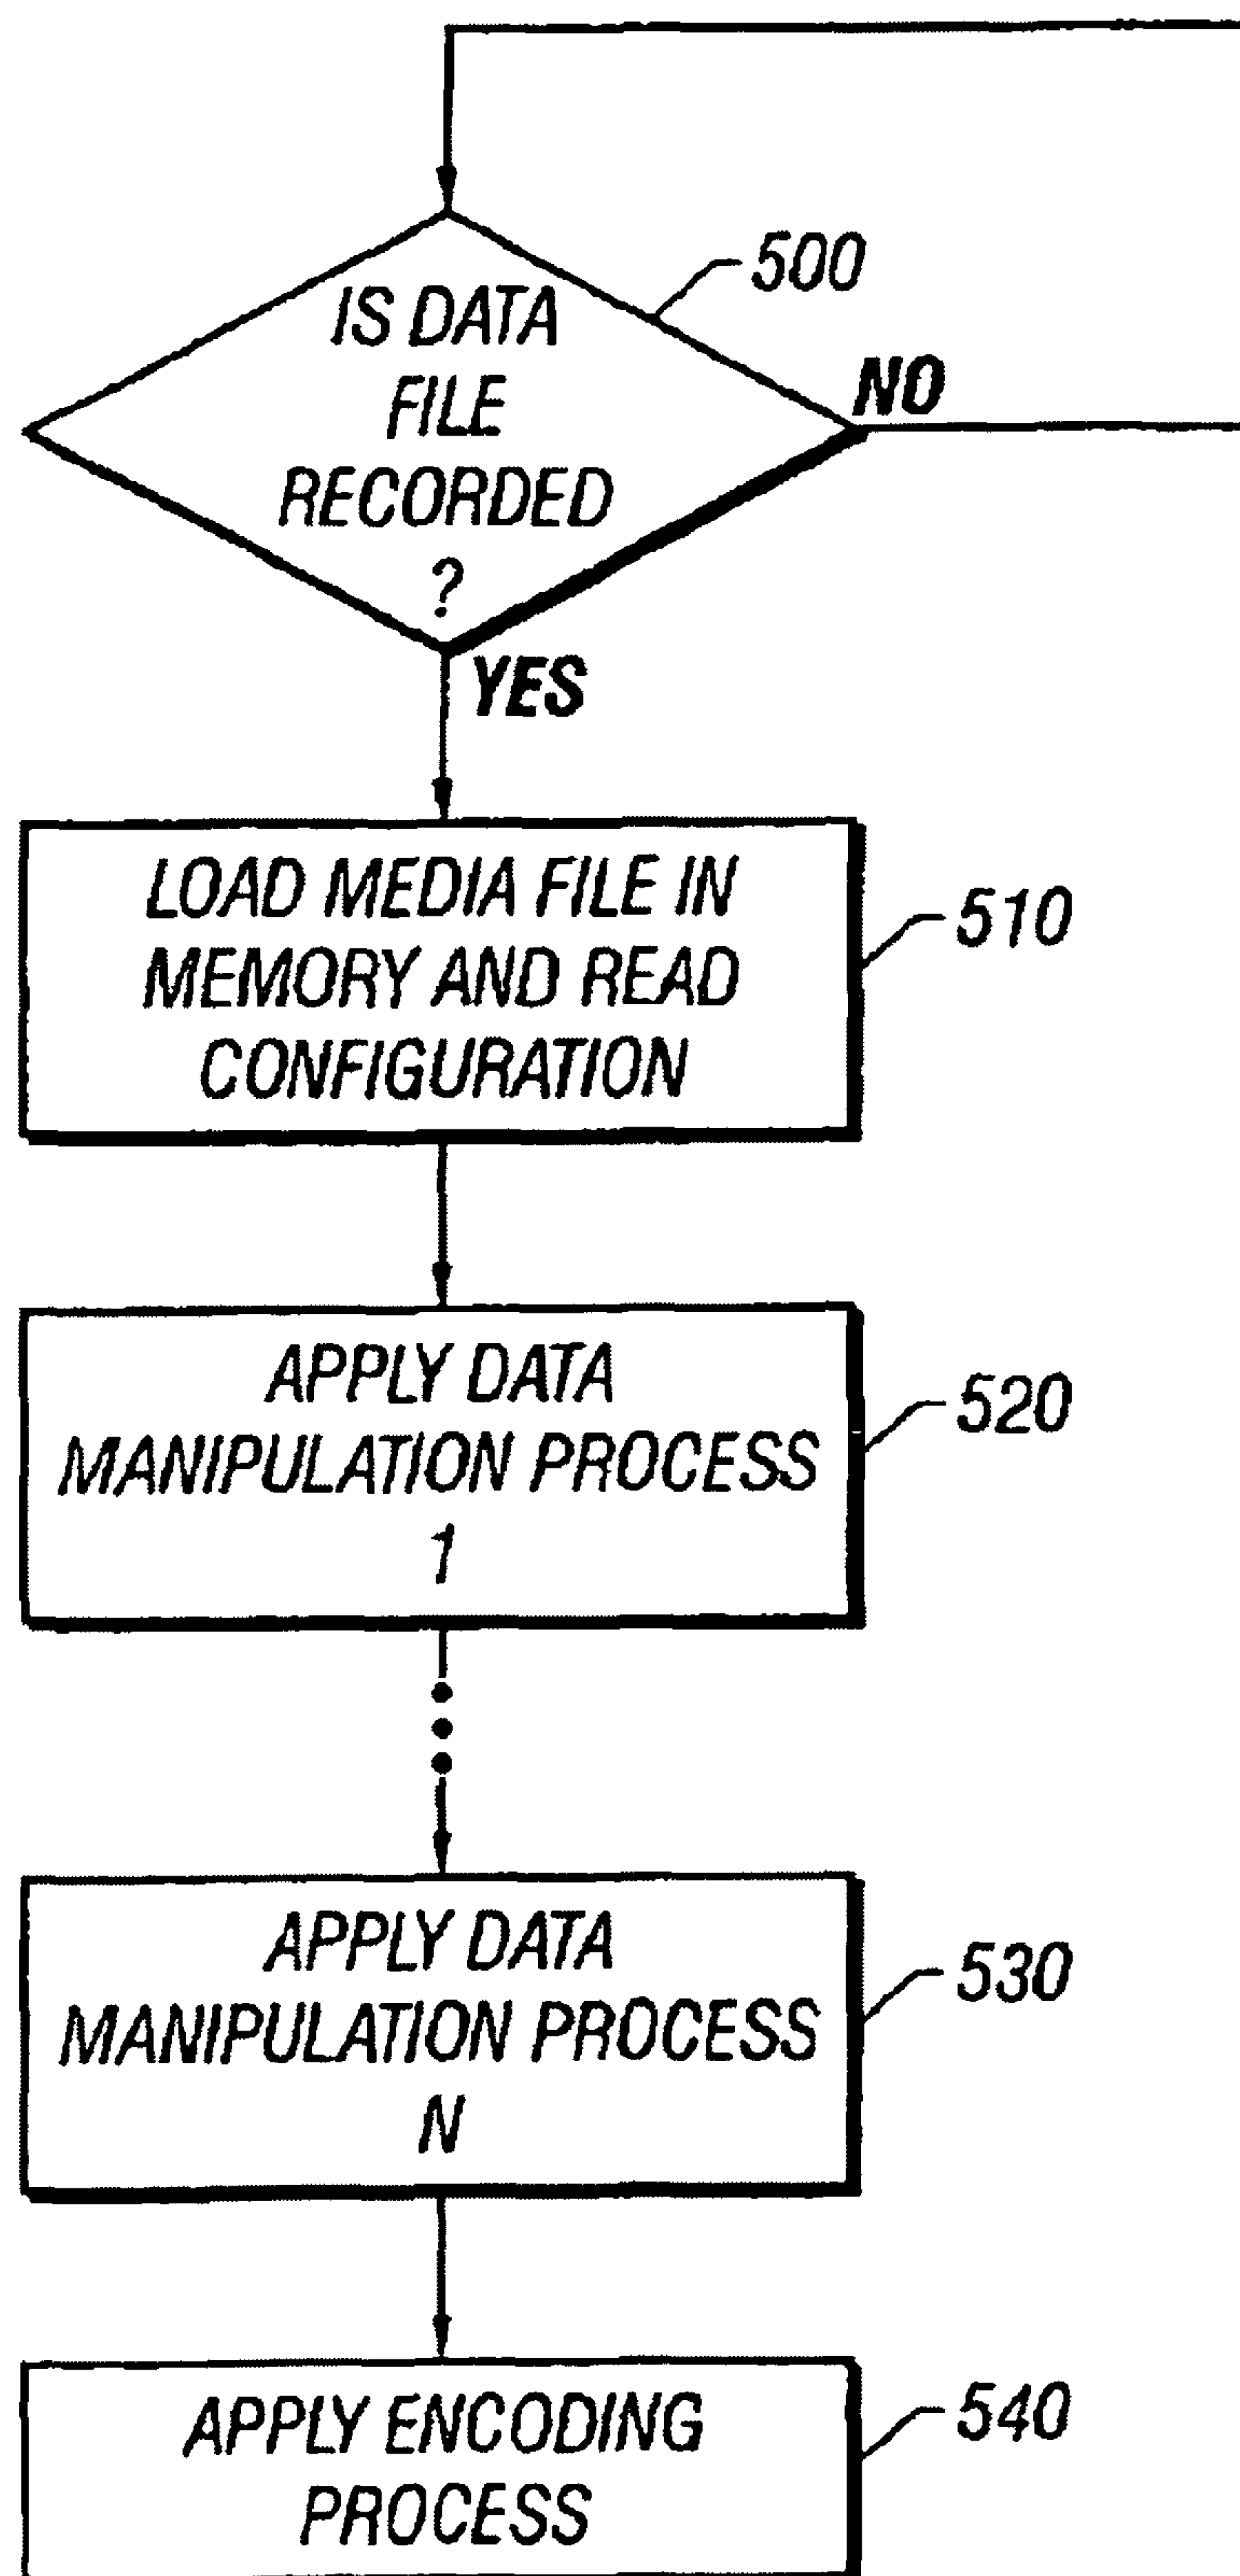 500
IS DATA
FILE
RECORDED
?
NO
YES
LOAD MEDIA FILE IN
MEMORY AND READ
CONFIGURATION
510
APPLY DATA
MANIPULATION PROCESS
1
520
APPLY DATA
MANIPULATION PROCESS
N
530
APPLY ENCODING
PROCESS
540